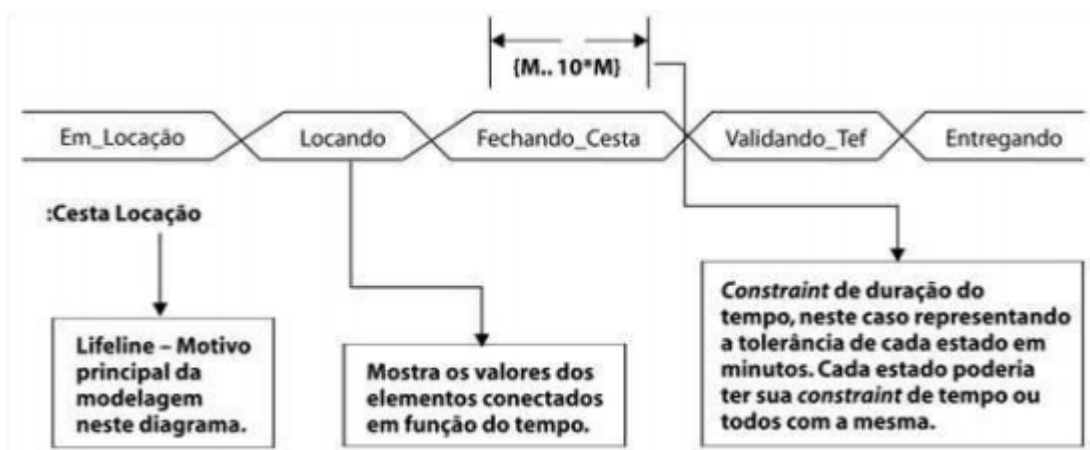 {M.. 10*M}
Em_Locação
Locando
Fechando_Cesta
Validando_Tef
Entregando
:Cesta Locação
Lifeline – Motivo
principal da
modelagem
neste diagrama.
Mostra os valores dos
elementos conectados
em função do tempo.
Constraint de duração do
tempo, neste caso representando
a tolerância de cada estado em
minutos. Cada estado poderia
ter sua constraint de tempo ou
todos com a mesma.